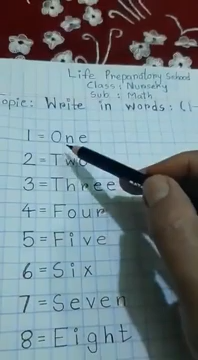 Life Preparatory School
Class: Nursery
Sub: Math
Topic: Write in words: (1-
1 = One
2 = Two
3 = Three
4 = Four
5 = Five
6 = Six
7 = Seven
8 = Eight